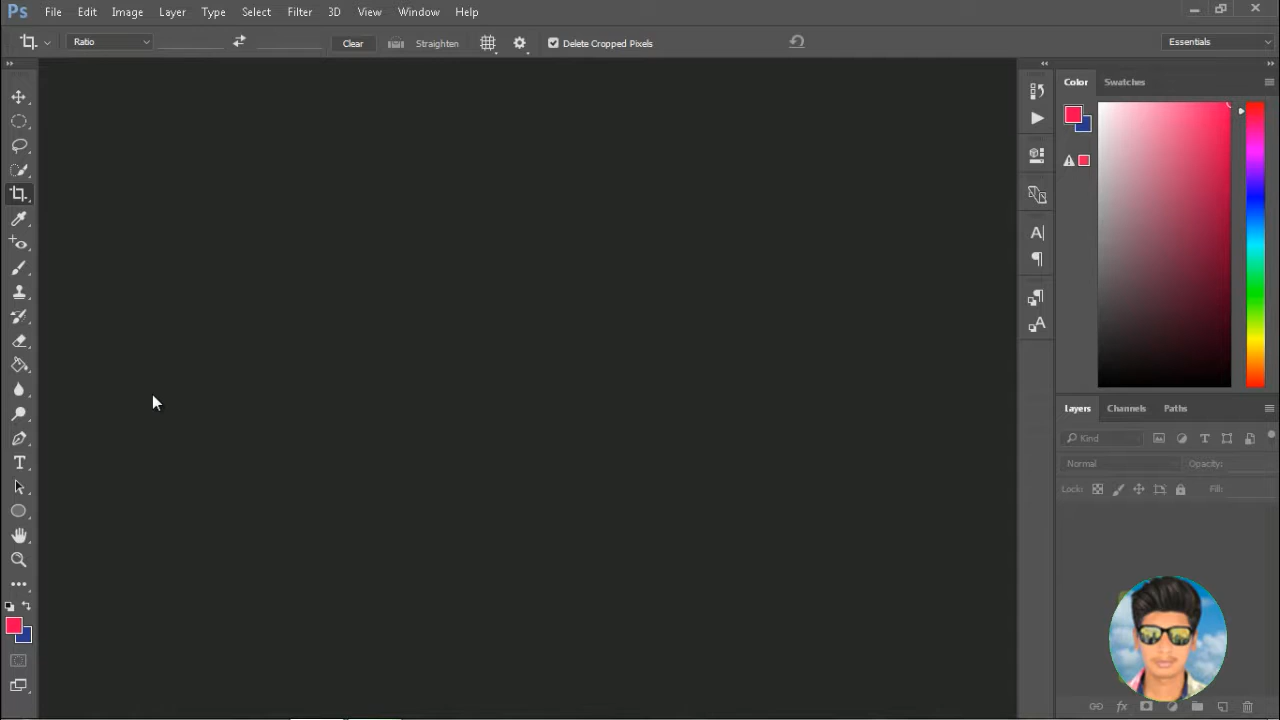 Ps File Edit Image Layer Type Select Filter 3D View Window Help
Ratio Clear Straighten Delete Cropped Pixels Essentials
Color Swatches
Layers Channels Paths
Kind
Normal Opacity:
Lock: Fill: